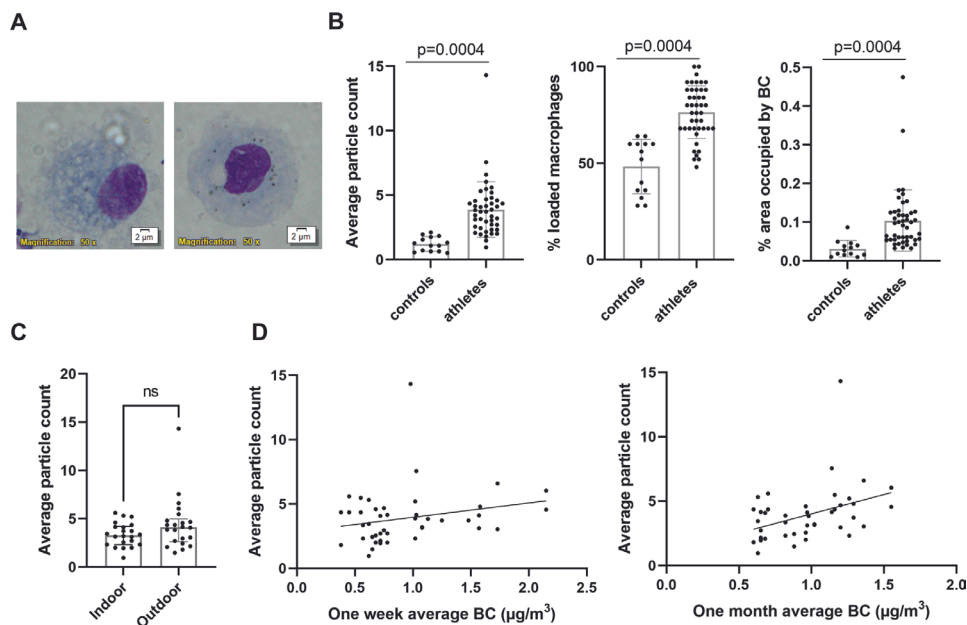 A
Magnification: 50 x
2 µm
Magnification: 50 x
2 µm
B
p=0.0004
Average particle count
15
10
5
0
controls
athletes
p=0.0004
% loaded macrophages
100
50
0
controls
athletes
p=0.0004
% area occupied by BC
0.5
0.4
0.3
0.2
0.1
0.0
controls
athletes
C
ns
Average particle count
20
15
10
5
0
Indoor
Outdoor
D
Average particle count
15
10
5
0
0.0 0.5 1.0 1.5 2.0 2.5
One week average BC (µg/m³)
Average particle count
15
10
5
0
0.0 0.5 1.0 1.5 2.0
One month average BC (µg/m³)